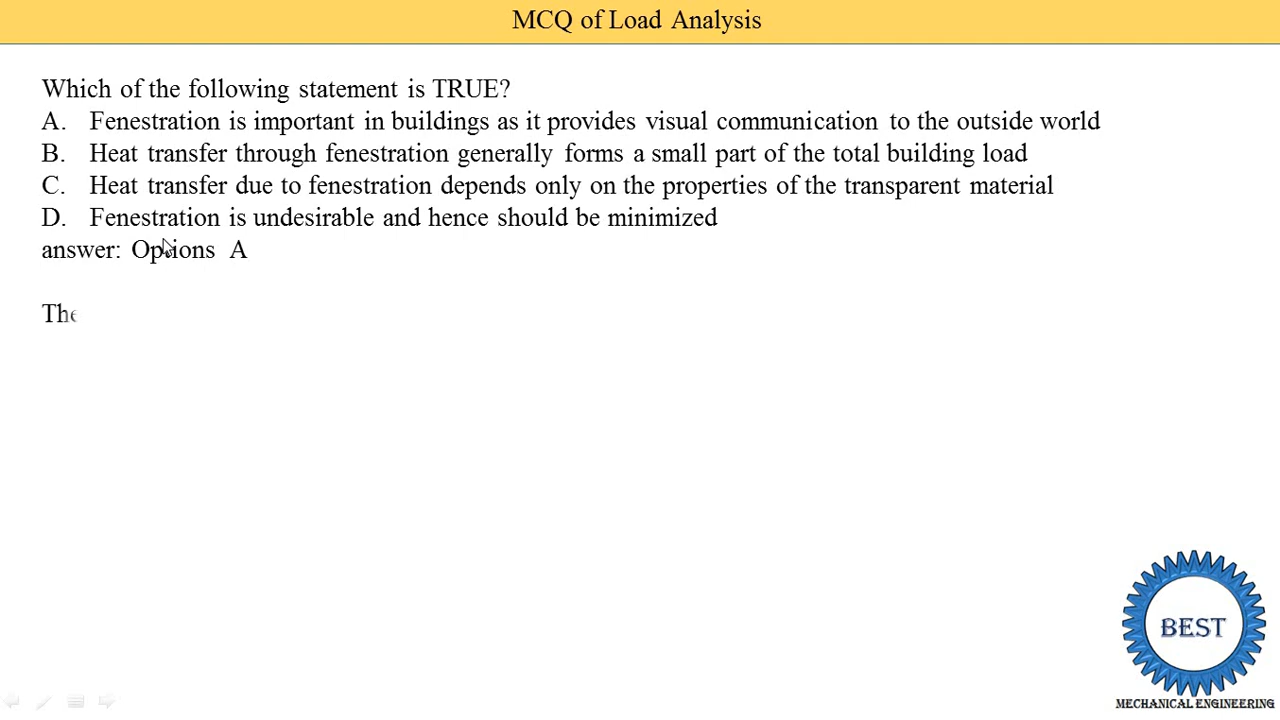 MCQ of Load Analysis
Which of the following statement is TRUE?
A. Fenestration is important in buildings as it provides visual communication to the outside world
B. Heat transfer through fenestration generally forms a small part of the total building load
C. Heat transfer due to fenestration depends only on the properties of the transparent material
D. Fenestration is undesirable and hence should be minimized
answer: Options A
The
BEST
MECHANICAL ENGINEERING